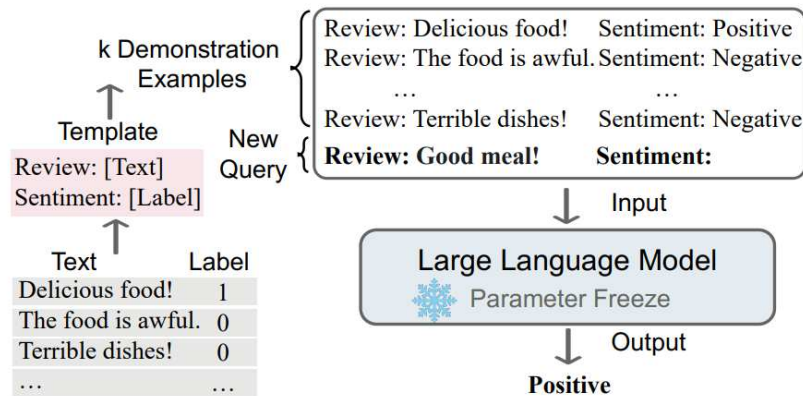 k Demonstration
Examples
Template
Review: [Text]
Sentiment: [Label]
Text Label
Delicious food! 1
The food is awful. 0
Terrible dishes! 0
... ...
Review: Delicious food! Sentiment: Positive
Review: The food is awful. Sentiment: Negative
... ...
Review: Terrible dishes! Sentiment: Negative
New
Query
Review: Good meal! Sentiment:
Input
Large Language Model
Parameter Freeze
Output
Positive